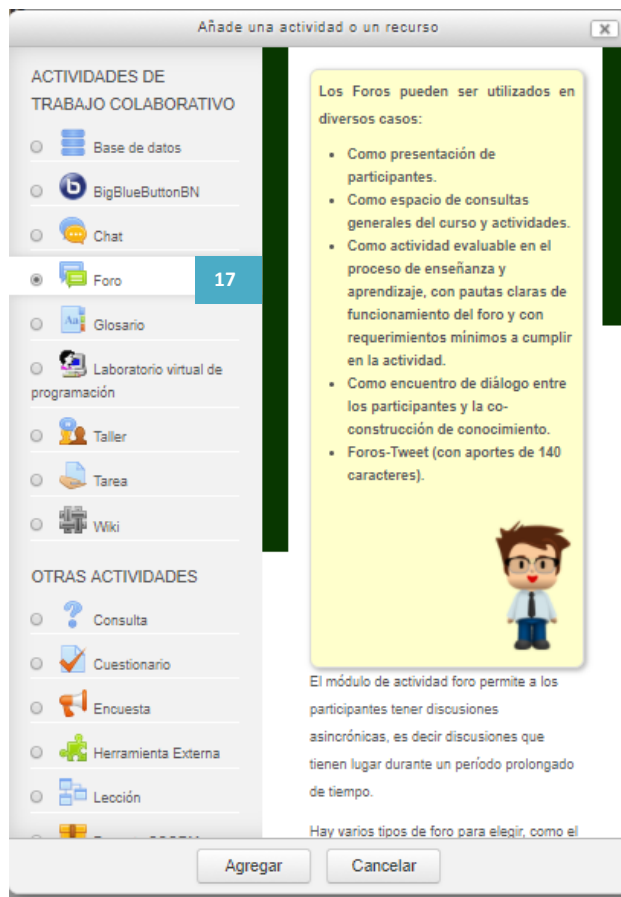 Añade una actividad o un recurso
ACTIVIDADES DE
TRABAJO COLABORATIVO
Base de datos
BigBlueButtonBN
Chat
Foro
17
Glosario
Laboratorio virtual de
programación
Taller
Tarea
Wiki
OTRAS ACTIVIDADES
Consulta
Cuestionario
Encuesta
Herramienta Externa
Lección
Los Foros pueden ser utilizados en
diversos casos:
• Como presentación de
participantes.
• Como espacio de consultas
generales del curso y actividades.
• Como actividad evaluable en el
proceso de enseñanza y
aprendizaje, con pautas claras de
funcionamiento del foro y con
requerimientos mínimos a cumplir
en la actividad.
• Como encuentro de diálogo entre
los participantes y la co-
construcción de conocimiento.
• Foros-Tweet (con aportes de 140
caracteres).
El módulo de actividad foro permite a los
participantes tener discusiones
asincrónicas, es decir discusiones que
tienen lugar durante un período prolongado
de tiempo.
Hay varios tipos de foro para elegir, como el
Agregar
Cancelar